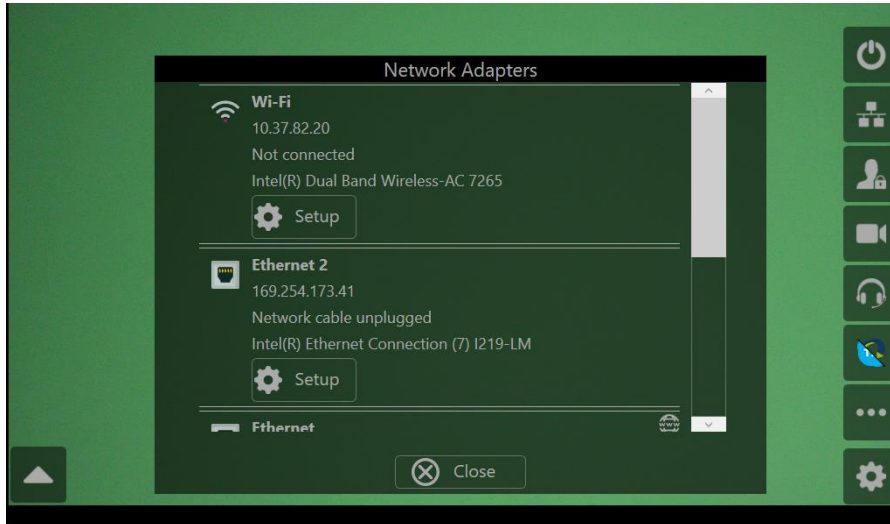 Network Adapters
Wi-Fi
10.37.82.20
Not connected
Intel(R) Dual Band Wireless-AC 7265
Setup
Ethernet 2
169.254.173.41
Network cable unplugged
Intel(R) Ethernet Connection (7) I219-LM
Setup
Ethernet
www
Close